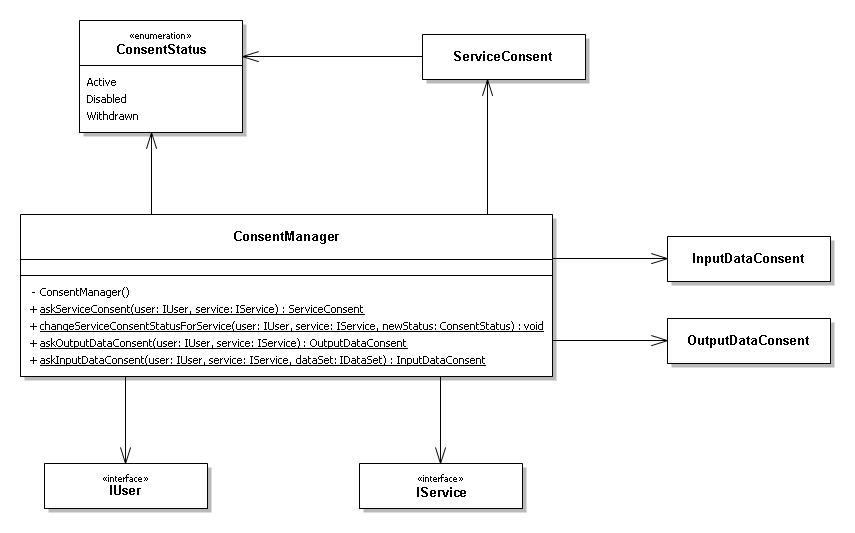 «enumeration»
ConsentStatus
Active
Disabled
Withdrawn
ServiceConsent
ConsentManager
- ConsentManager()
+ askServiceConsent(user: IUser, service: IService) : ServiceConsent
+ changeServiceConsentStatusForService(user: IUser, service: IService, newStatus: ConsentStatus) : void
+ askOutputDataConsent(user: IUser, service: IService) : OutputDataConsent
+ askInputDataConsent(user: IUser, service: IService, dataSet: IDataSet) : InputDataConsent
InputDataConsent
OutputDataConsent
«interface»
IUser
«interface»
IService